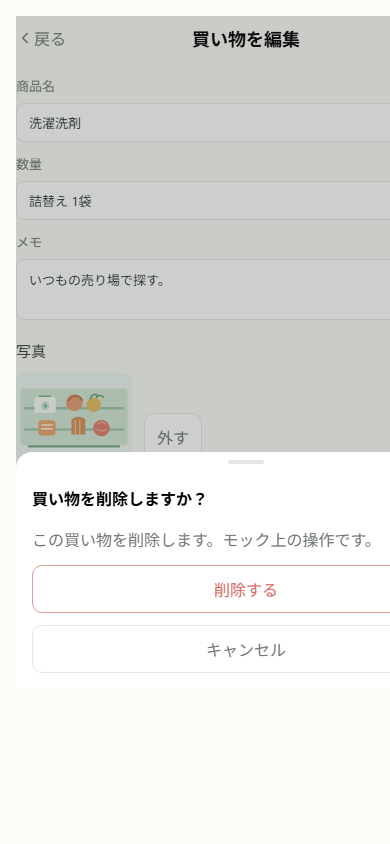 戻る
買い物を編集
商品名
洗濯洗剤
数量
詰替え 1袋
メモ
いつもの売り場で探す。
写真
外す
買い物を削除しますか？
この買い物を削除します。モック上の操作です。
削除する
キャンセル